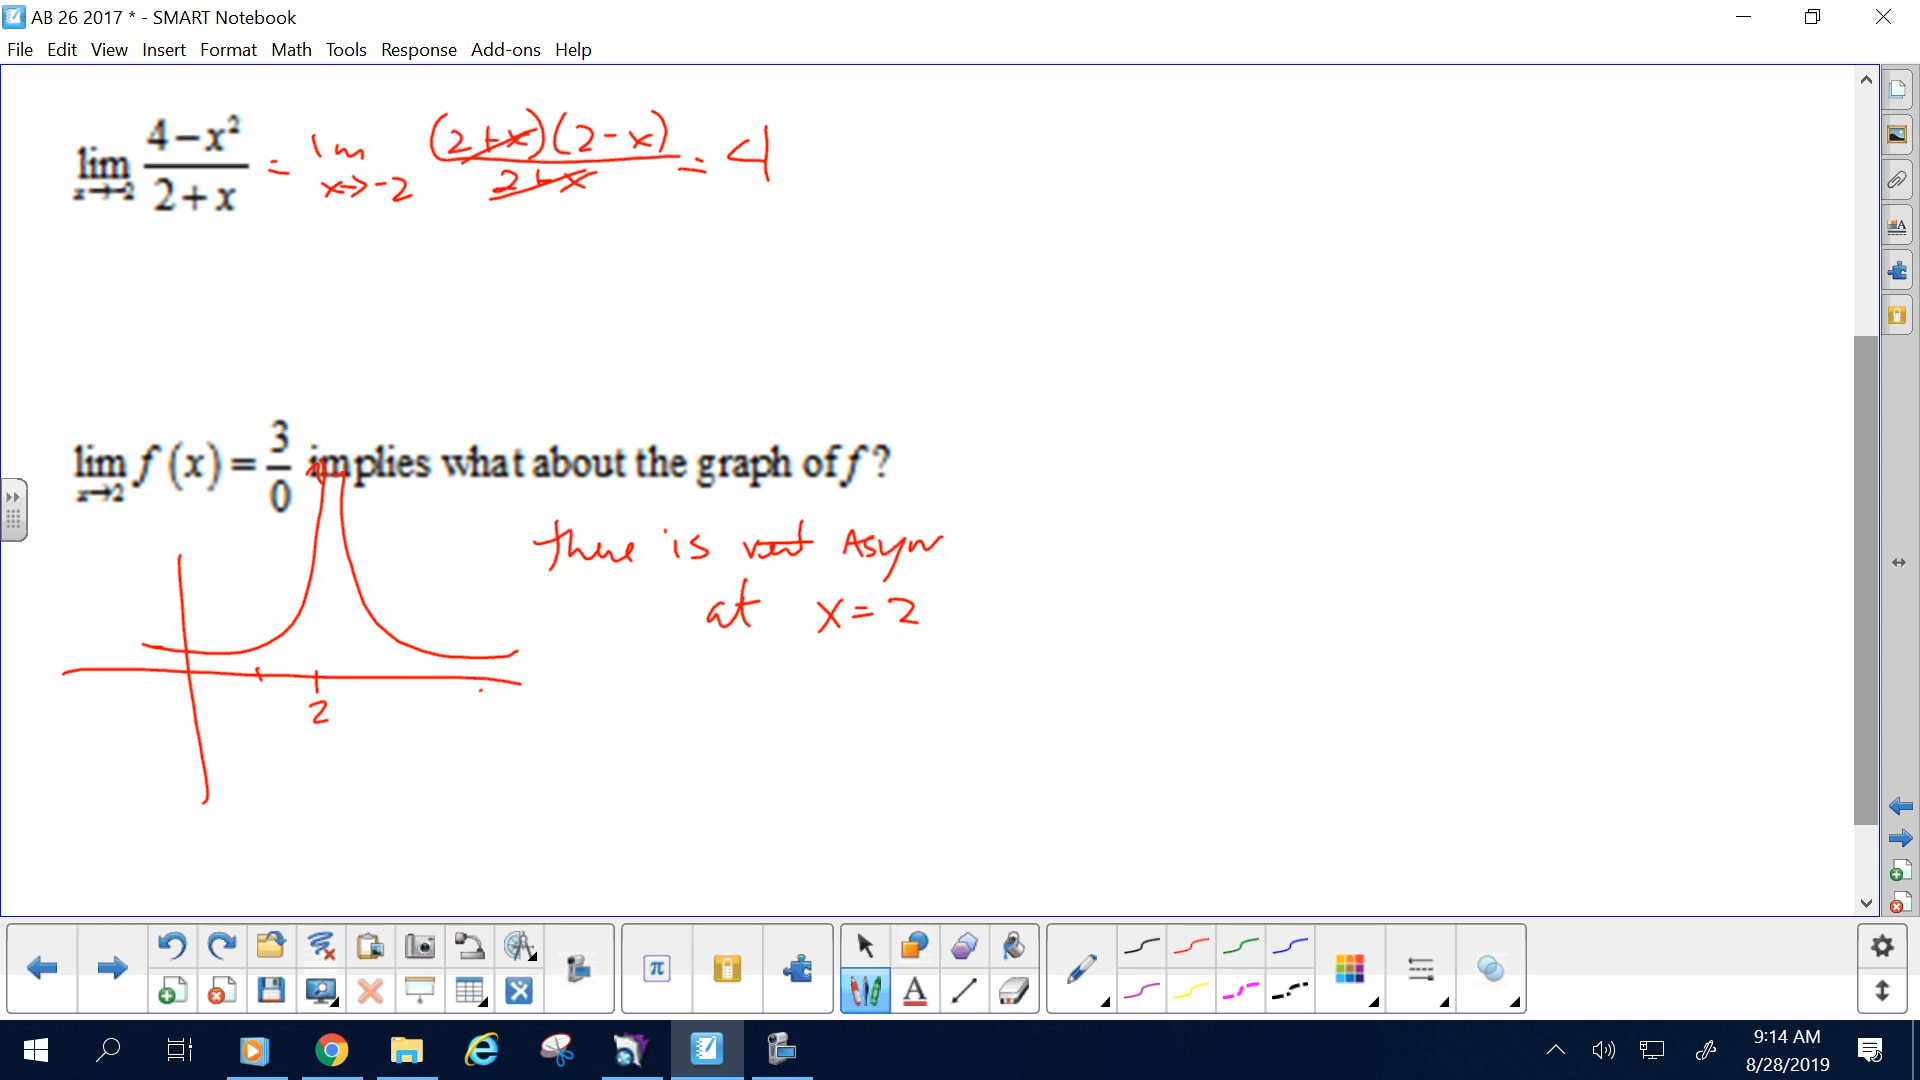 AB 26 2017 * - SMART Notebook
File Edit View Insert Format Math Tools Response Add-ons Help
lim x→-2 (4-x²)/(2+x) = lim x→-2 (2+x)(2-x)/(2+x) = 4
lim x→2 f(x) = 3/0 implies what about the graph of f?
there is vert Asym
at x=2
2
π
A
9:14 AM
8/28/2019